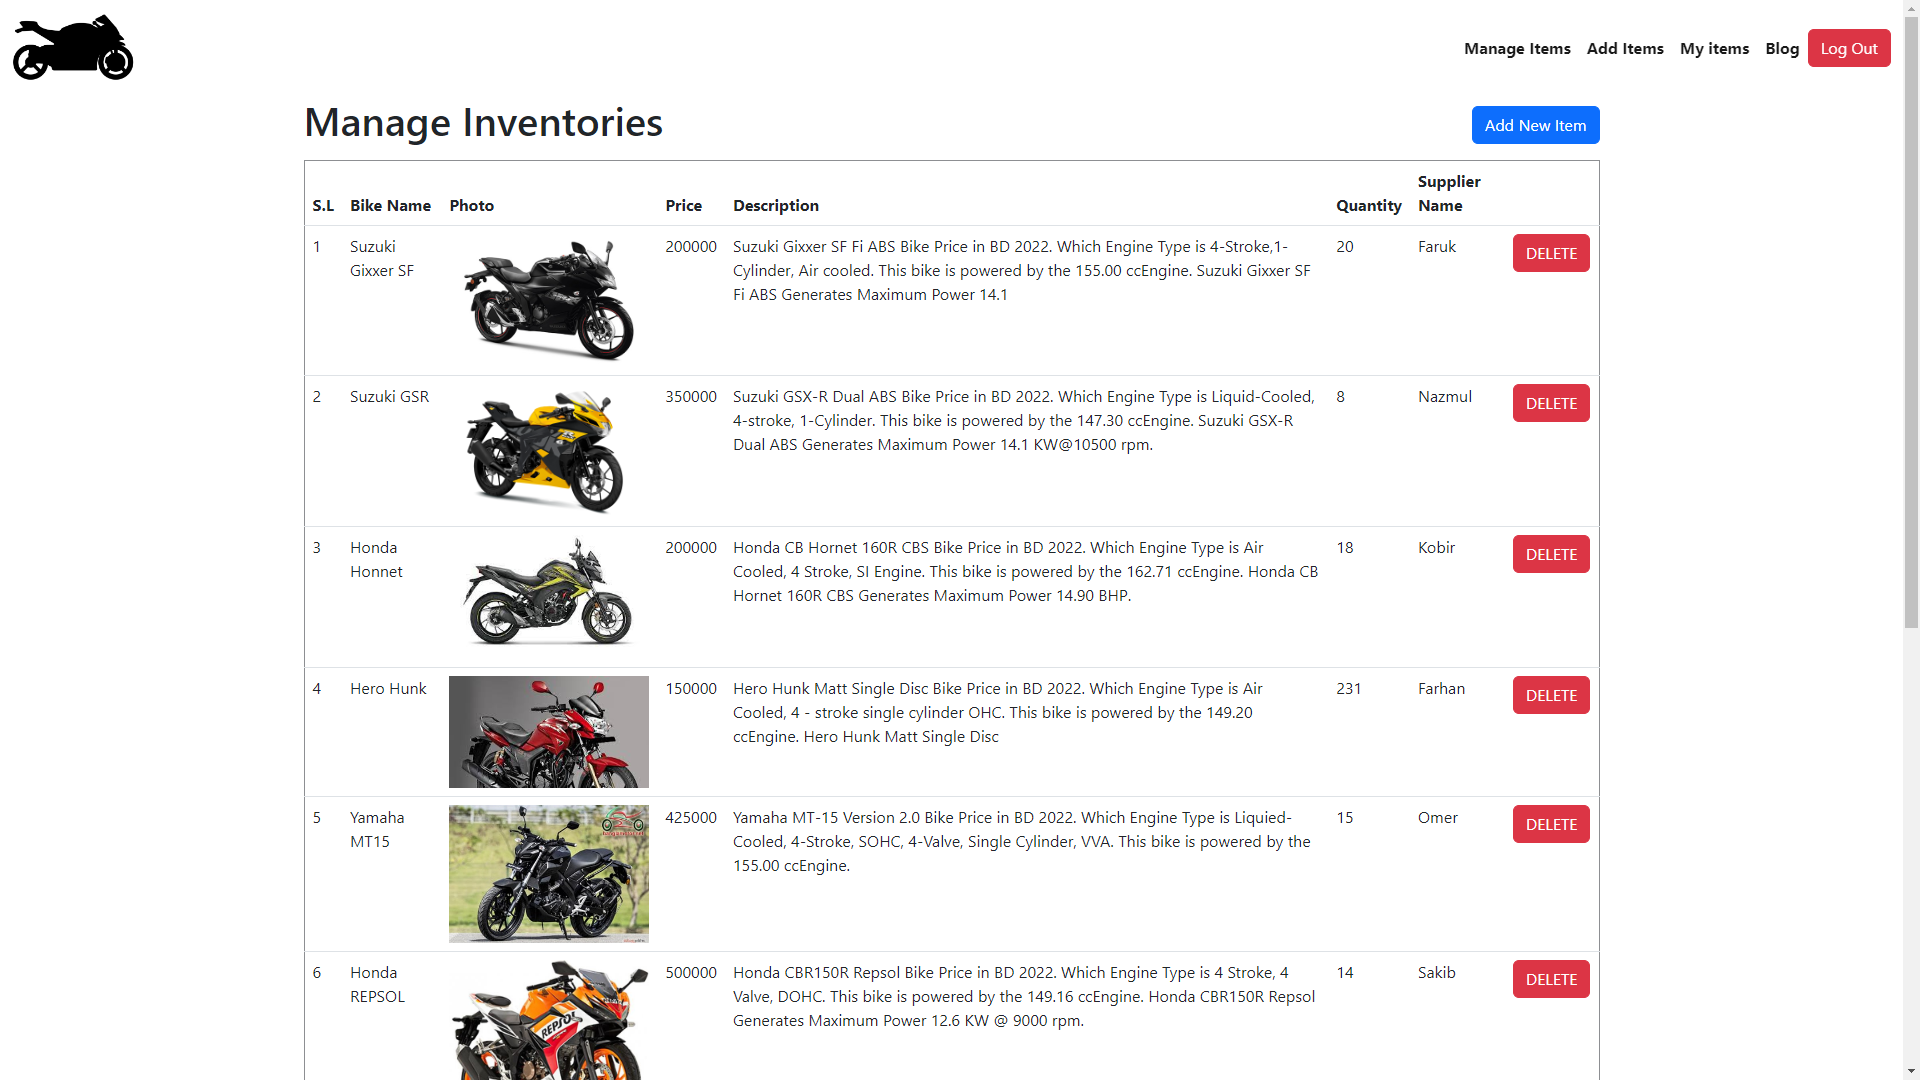 Manage Items Add Items My items Blog Log Out
Manage Inventories
Add New Item
S.L Bike Name Photo Price Description Quantity Supplier Name
1
Suzuki
Gixxer SF
200000
Suzuki Gixxer SF Fi ABS Bike Price in BD 2022. Which Engine Type is 4-Stroke,1-
Cylinder, Air cooled. This bike is powered by the 155.00 ccEngine. Suzuki Gixxer SF
Fi ABS Generates Maximum Power 14.1
20
Faruk
DELETE
2
Suzuki GSR
350000
Suzuki GSX-R Dual ABS Bike Price in BD 2022. Which Engine Type is Liquid-Cooled,
4-stroke, 1-Cylinder. This bike is powered by the 147.30 ccEngine. Suzuki GSX-R
Dual ABS Generates Maximum Power 14.1 KW@10500 rpm.
8
Nazmul
DELETE
3
Honda
Honnet
200000
Honda CB Hornet 160R CBS Bike Price in BD 2022. Which Engine Type is Air
Cooled, 4 Stroke, SI Engine. This bike is powered by the 162.71 ccEngine. Honda CB
Hornet 160R CBS Generates Maximum Power 14.90 BHP.
18
Kobir
DELETE
4
Hero Hunk
150000
Hero Hunk Matt Single Disc Bike Price in BD 2022. Which Engine Type is Air
Cooled, 4 - stroke single cylinder OHC. This bike is powered by the 149.20
ccEngine. Hero Hunk Matt Single Disc
231
Farhan
DELETE
5
Yamaha
MT15
425000
Yamaha MT-15 Version 2.0 Bike Price in BD 2022. Which Engine Type is Liquied-
Cooled, 4-Stroke, SOHC, 4-Valve, Single Cylinder, VVA. This bike is powered by the
155.00 ccEngine.
15
Omer
DELETE
6
Honda
REPSOL
REPSOL
500000
Honda CBR150R Repsol Bike Price in BD 2022. Which Engine Type is 4 Stroke, 4
Valve, DOHC. This bike is powered by the 149.16 ccEngine. Honda CBR150R Repsol
Generates Maximum Power 12.6 KW @ 9000 rpm.
14
Sakib
DELETE